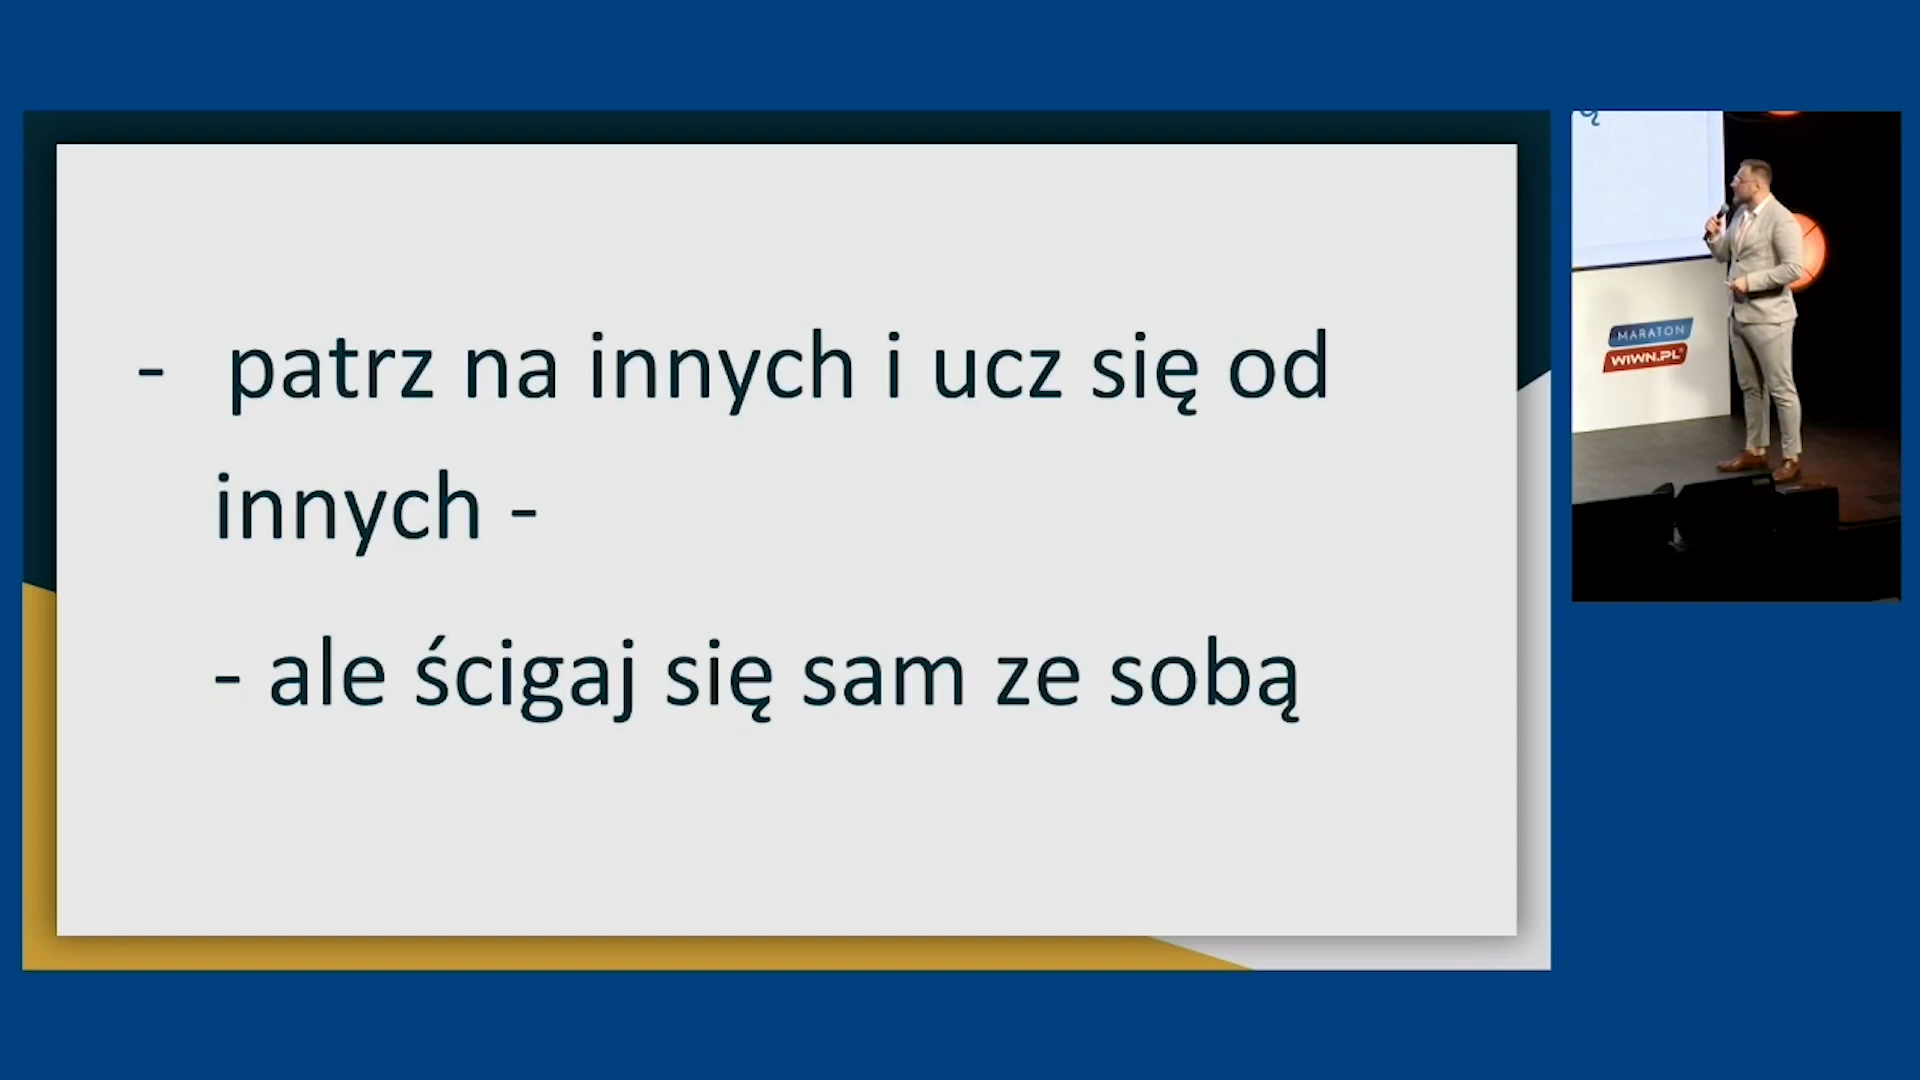 - patrz na innych i ucz się od
innych -
- ale ścigaj się sam ze sobą
MARATON
WIWN.PL®